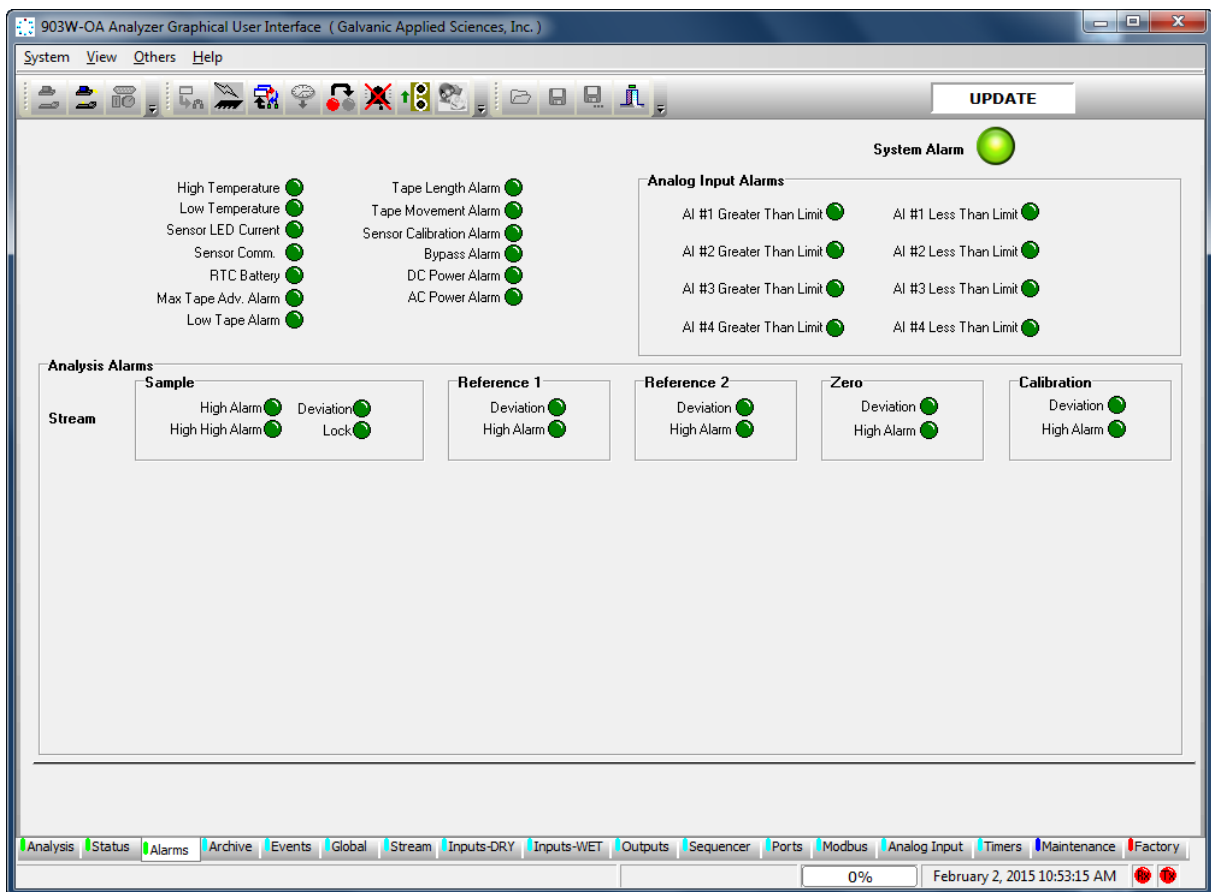 903W-OA Analyzer Graphical User Interface ( Galvanic Applied Sciences, Inc. )
System View Others Help
UPDATE
System Alarm
High Temperature
Low Temperature
Sensor LED Current
Sensor Comm.
RTC Battery
Max Tape Adv. Alarm
Low Tape Alarm
Tape Length Alarm
Tape Movement Alarm
Sensor Calibration Alarm
Bypass Alarm
DC Power Alarm
AC Power Alarm
Analog Input Alarms
AI #1 Greater Than Limit AI #1 Less Than Limit
AI #2 Greater Than Limit AI #2 Less Than Limit
AI #3 Greater Than Limit AI #3 Less Than Limit
AI #4 Greater Than Limit AI #4 Less Than Limit
Analysis Alarms
Stream
Sample
High Alarm Deviation
High High Alarm Lock
Reference 1
Deviation
High Alarm
Reference 2
Deviation
High Alarm
Zero
Deviation
High Alarm
Calibration
Deviation
High Alarm
Analysis Status Alarms Archive Events Global Stream Inputs-DRY Inputs-WET Outputs Sequencer Ports Modbus Analog Input Timers Maintenance Factory
0% February 2, 2015 10:53:15 AM Rx Tx